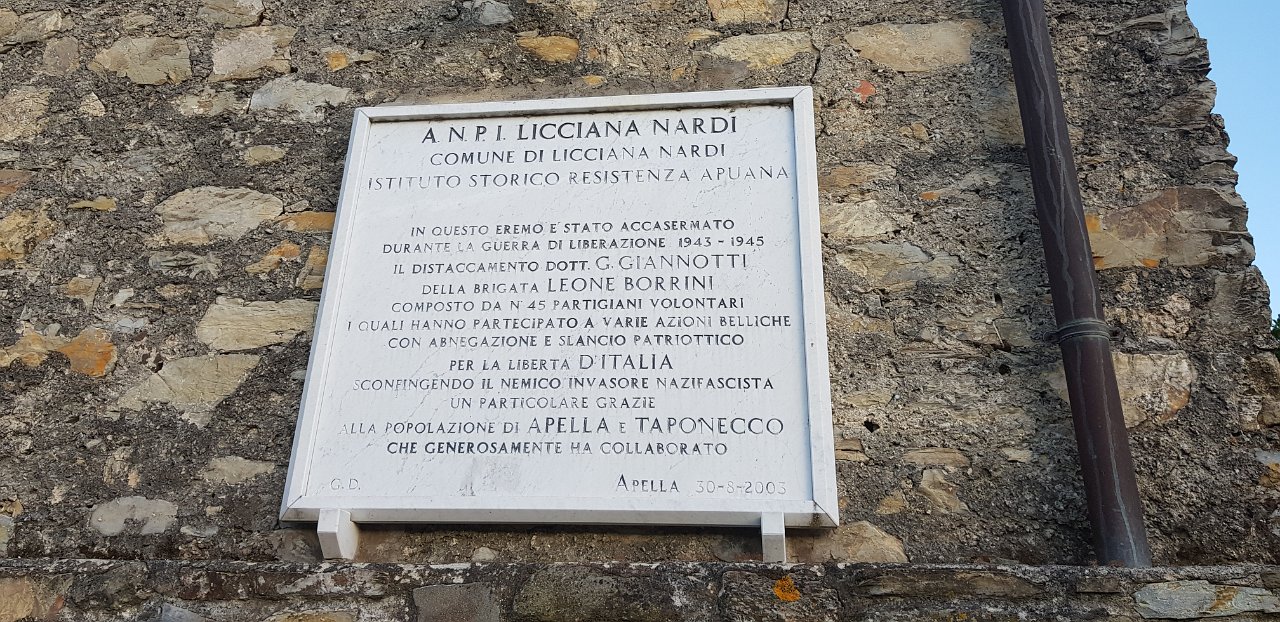 A.N.P.I. LICCIANA NARDI
COMUNE DI LICCIANA NARDI
ISTITUTO STORICO RESISTENZA APUANA
IN QUESTO EREMO E' STATO ACCASERMATO
DURANTE LA GUERRA DI LIBERAZIONE 1943 - 1945
IL DISTACCAMENTO DOTT. G. GIANNOTTI
DELLA BRIGATA LEONE BORRINI
COMPOSTO DA N° 45 PARTIGIANI VOLONTARI
I QUALI HANNO PARTECIPATO A VARIE AZIONI BELLICHE
CON ABNEGAZIONE E SLANCIO PATRIOTTICO
PER LA LIBERTA' D'ITALIA
SCONFINGENDO IL NEMICO INVASORE NAZIFASCISTA
UN PARTICOLARE GRAZIE
ALLA POPOLAZIONE DI APELLA E TAPONECCO
CHE GENEROSAMENTE HA COLLABORATO
G. D. APELLA 30-8-2003